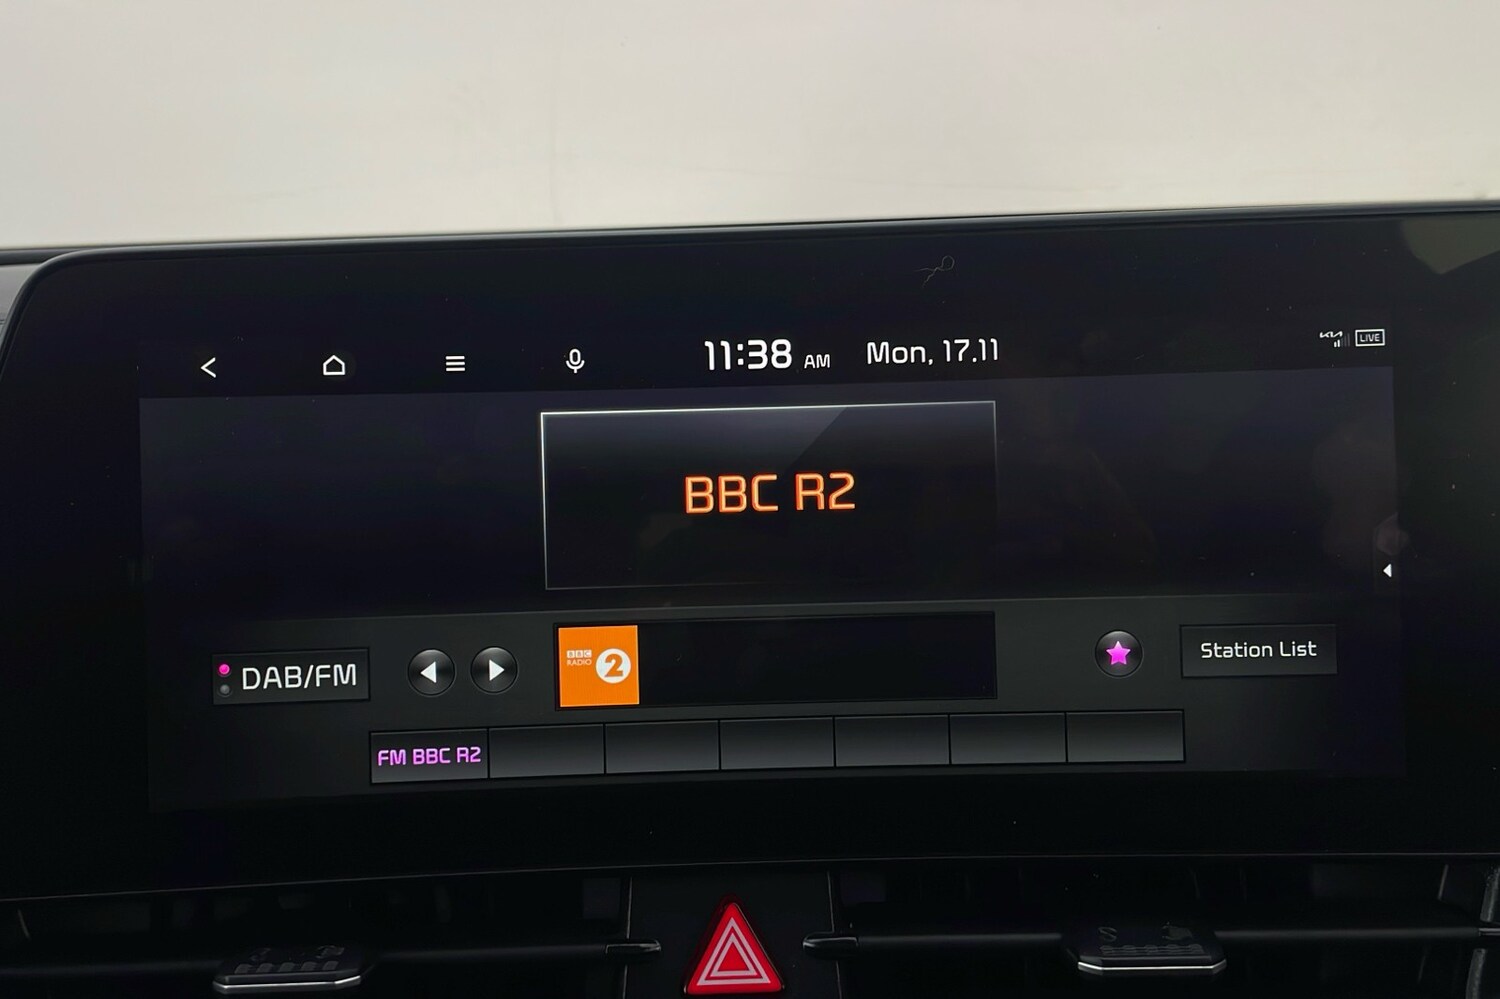 11:38 AM Mon, 17.11
KIA LIVE
BBC R2
DAB/FM
BBC RADIO 2
Station List
FM BBC R2